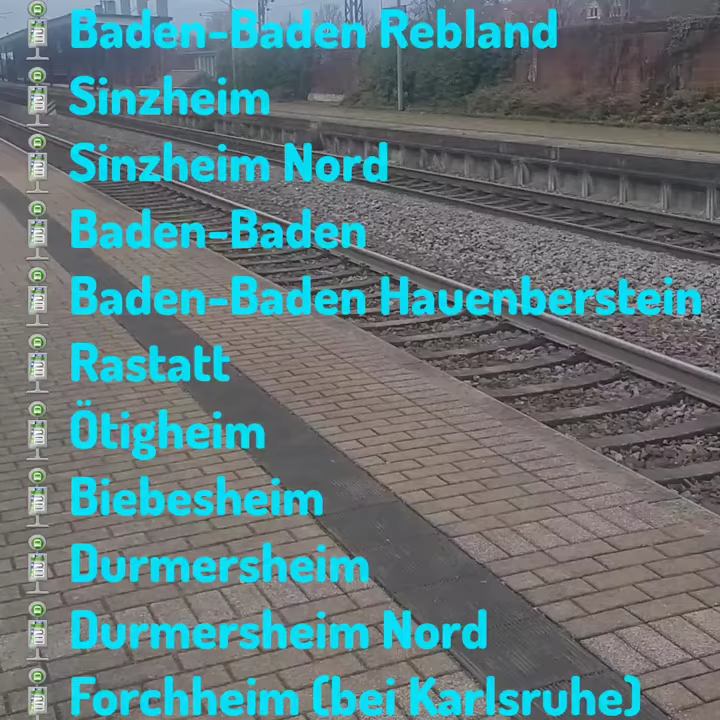 Baden-Baden Rebland
Sinzheim
Sinzheim Nord
Baden-Baden
Baden-Baden Hauenberstein
Rastatt
Ötigheim
Biebesheim
Durmersheim
Durmersheim Nord
Forchheim (bei Karlsruhe)